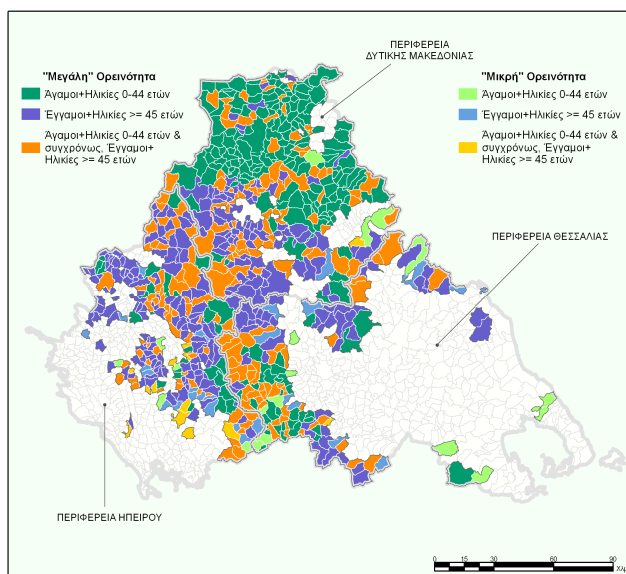 ΠΕΡΙΦΕΡΕΙΑ
ΔΥΤΙΚΗΣ ΜΑΚΕΔΟΝΙΑΣ
"Μεγάλη" Ορεινότητα
Άγαμοι+Ηλικίες 0-44 ετών
Έγγαμοι+Ηλικίες >= 45 ετών
Άγαμοι+Ηλικίες 0-44 ετών &
συγχρόνως, Έγγαμοι+
Ηλικίες >= 45 ετών
"Μικρή" Ορεινότητα
Άγαμοι+Ηλικίες 0-44 ετών
Έγγαμοι+Ηλικίες >= 45 ετών
Άγαμοι+Ηλικίες 0-44 ετών &
συγχρόνως, Έγγαμοι+
Ηλικίες >= 45 ετών
ΠΕΡΙΦΕΡΕΙΑ ΘΕΣΣΑΛΙΑΣ
ΠΕΡΙΦΕΡΕΙΑ ΗΠΕΙΡΟΥ
0 15 30 60 90
Χλμ